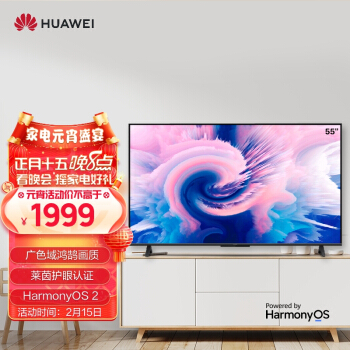 HUAWEI
55"
家电元宵盛宴
正月十五晚8点
看晚会 摇家电好礼
元宵活动价不高于
¥1999
广色域鸿鹄画质
莱茵护眼认证
HarmonyOS 2
活动时间：2月15日
Powered by
HarmonyOS